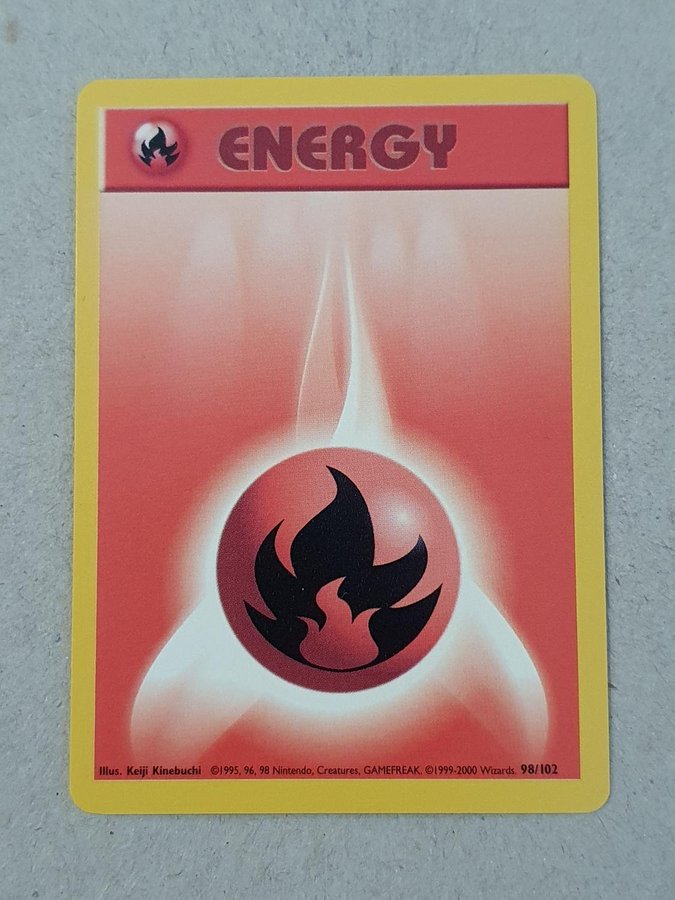 ENERGY
Illus. Keiji Kinebuchi ©1995, 96, 98 Nintendo, Creatures, GAMEFREAK. ©1999-2000 Wizards. 98/102